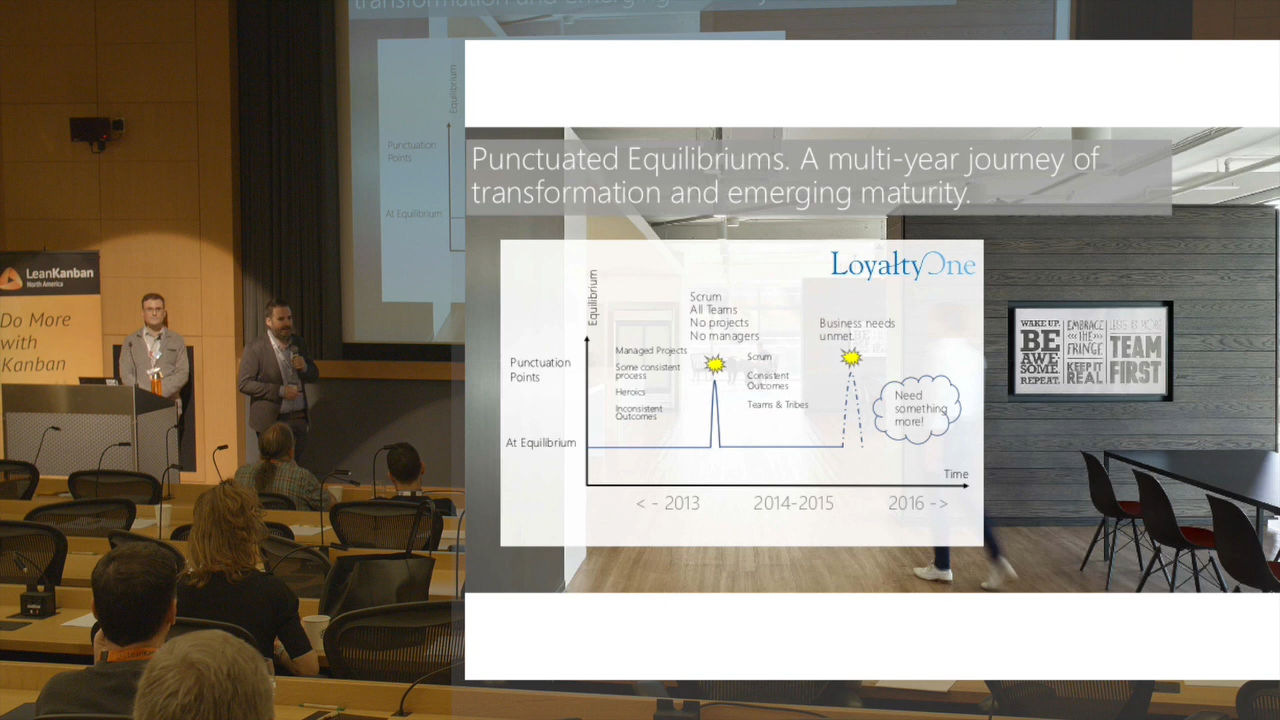 transformation and emerging
Equilibrium
Punctuation
Points
At Equilibrium
LeanKanban
North America
Do More
with
Kanban
Punctuated Equilibriums. A multi-year journey of
transformation and emerging maturity.
LoyaltyOne
Equilibrium
Scrum
All Teams
No projects
No managers
Business needs
unmet.
Punctuation
Points
Managed Projects
Some consistent
process
Heroics
Inconsistent
Outcomes
Scrum
Consistent
Outcomes
Teams & Tribes
Need
something
more!
At Equilibrium
Time
< - 2013
2014-2015
2016 ->
WAKE UP.
BE
AWE
SOME.
REPEAT.
EMBRACE
THE
FRINGE
KEEP IT
REAL
LESS IS MORE
TEAM
FIRST